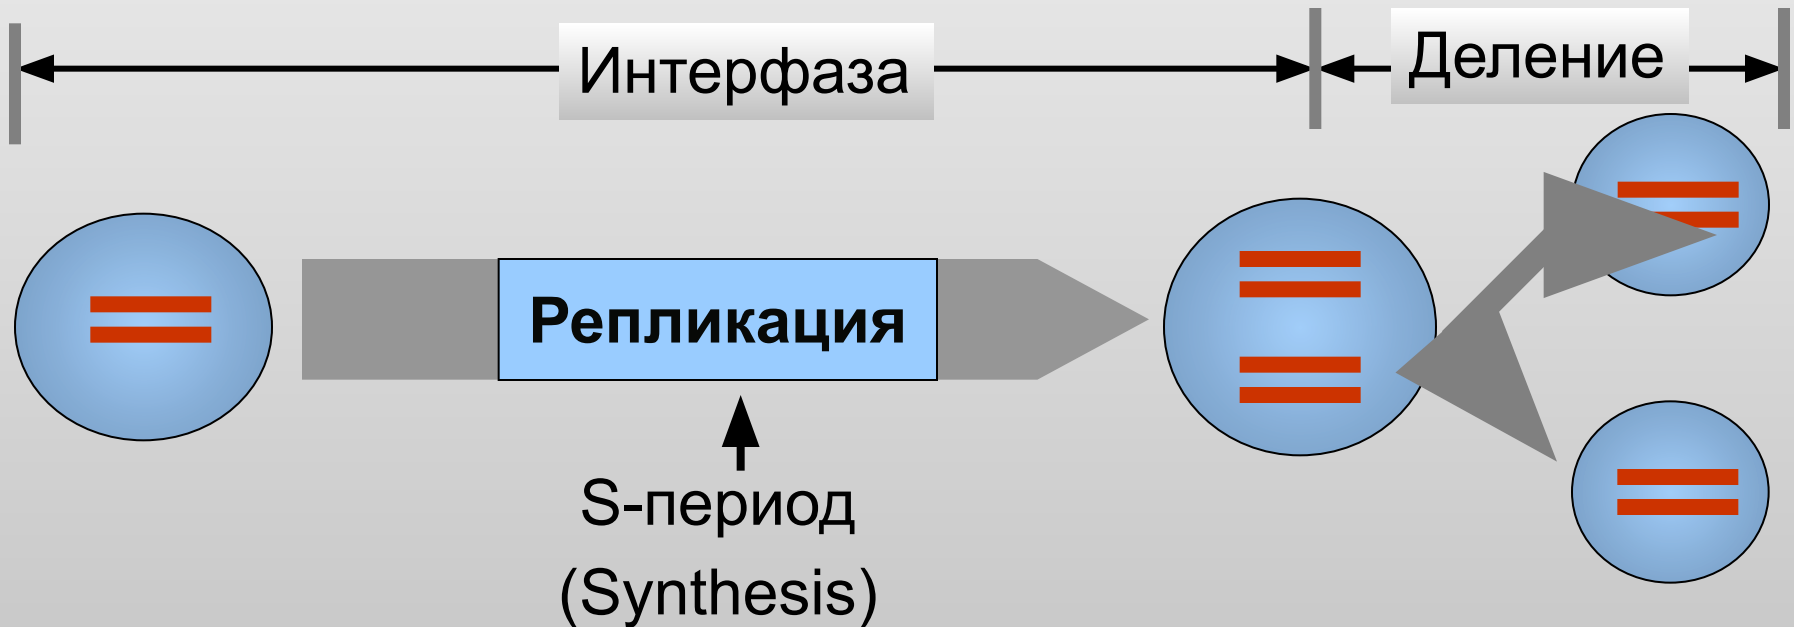 Интерфаза
Деление
Репликация
S-период
(Synthesis)